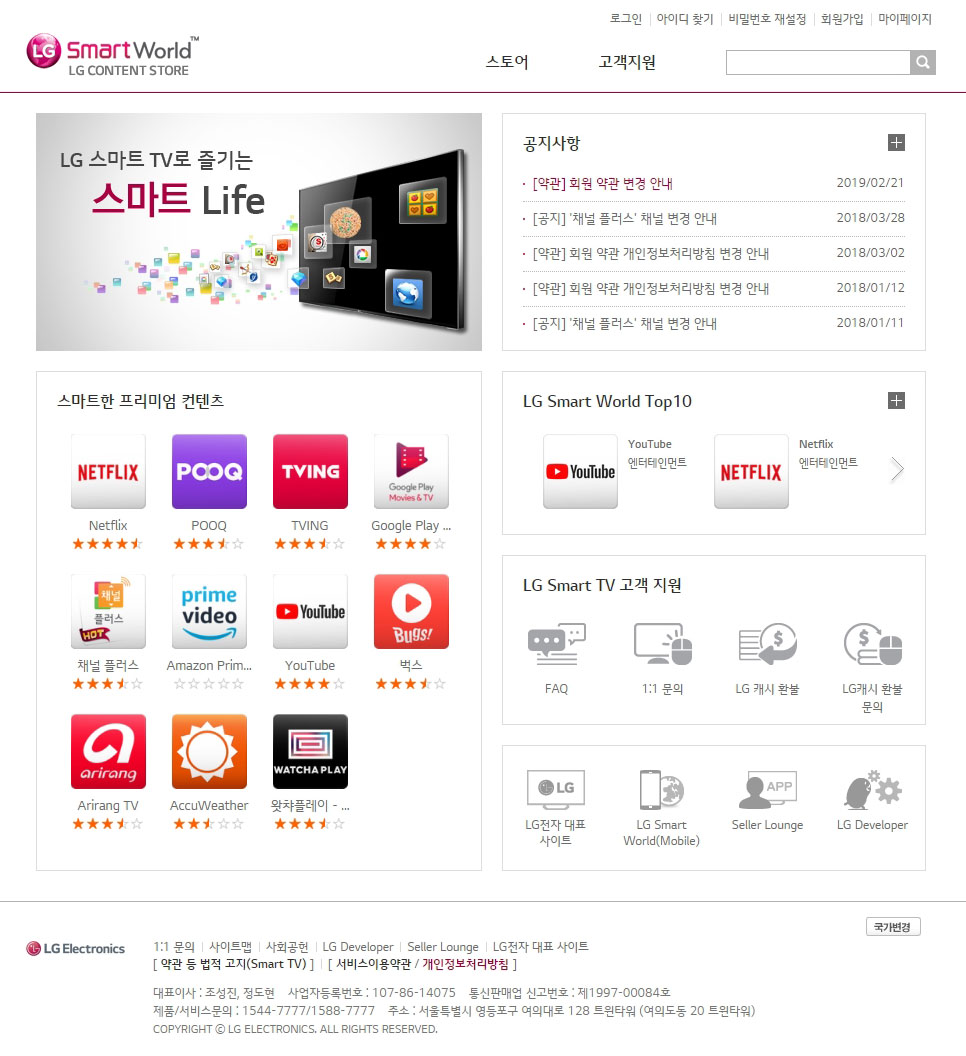 로그인 아이디 찾기 비밀번호 재설정 회원가입 마이페이지
LG SmartWorld™
LG CONTENT STORE
스토어 고객지원
LG 스마트 TV로 즐기는
스마트 Life
공지사항
[약관] 회원 약관 변경 안내 2019/02/21
[공지] '채널 플러스' 채널 변경 안내 2018/03/28
[약관] 회원 약관 개인정보처리방침 변경 안내 2018/03/02
[약관] 회원 약관 개인정보처리방침 변경 안내 2018/01/12
[공지] '채널 플러스' 채널 변경 안내 2018/01/11
스마트한 프리미엄 컨텐츠
NETFLIX POOQ TVING Google Play
Movies & TV
Netflix POOQ TVING Google Play ...
채널
플러스
HOT
prime
video
YouTube
Bugs!
채널 플러스 Amazon Prim... YouTube 벅스
arirang
WATCHA PLAY
Arirang TV AccuWeather 왓챠플레이 - ...
LG Smart World Top10
YouTube
YouTube
엔터테인먼트
NETFLIX
Netflix
엔터테인먼트
LG Smart TV 고객 지원
$ $
FAQ 1:1 문의 LG 캐시 환불 LG캐시 환불
문의
LG APP
LG전자 대표
사이트
LG Smart
World(Mobile)
Seller Lounge
LG Developer
국가변경
LG Electronics
1:1 문의 사이트맵 사회공헌 LG Developer Seller Lounge LG전자 대표 사이트
[ 약관 등 법적 고지(Smart TV) ] [ 서비스이용약관 / 개인정보처리방침 ]
대표이사 : 조성진, 정도현 사업자등록번호 : 107-86-14075 통신판매업 신고번호 : 제1997-00084호
제품/서비스문의 : 1544-7777/1588-7777 주소 : 서울특별시 영등포구 여의대로 128 트윈타워 (여의도동 20 트윈타워)
COPYRIGHT ⓒ LG ELECTRONICS. ALL RIGHTS RESERVED.